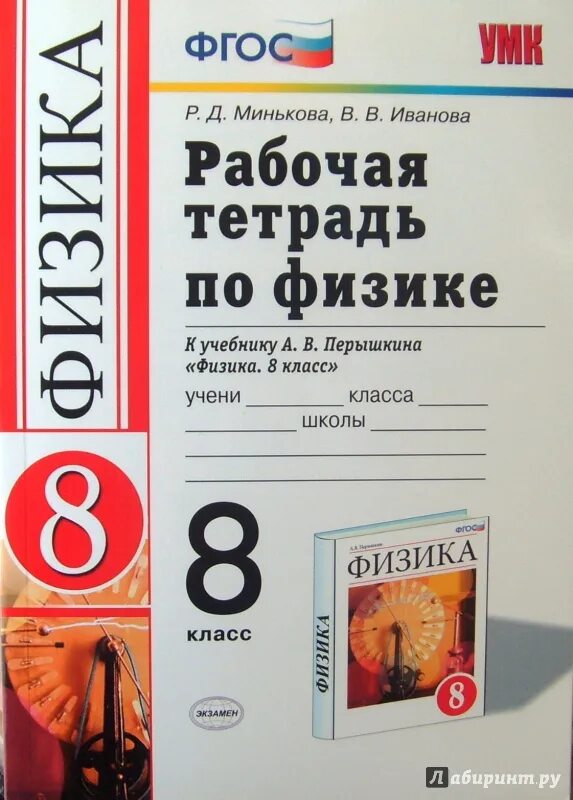 ФГОС
УМК
Р. Д. Минькова, В. В. Иванова
Рабочая
тетрадь
по физике
К учебнику А. В. Перышкина
«Физика. 8 класс»
учени класса
школы
ФИЗИКА
8
8
класс
ЭКЗАМЕН
ФГОС
А.В. Перышкин
ФИЗИКА
ФИЗИКА
8
Лабиринт.ру